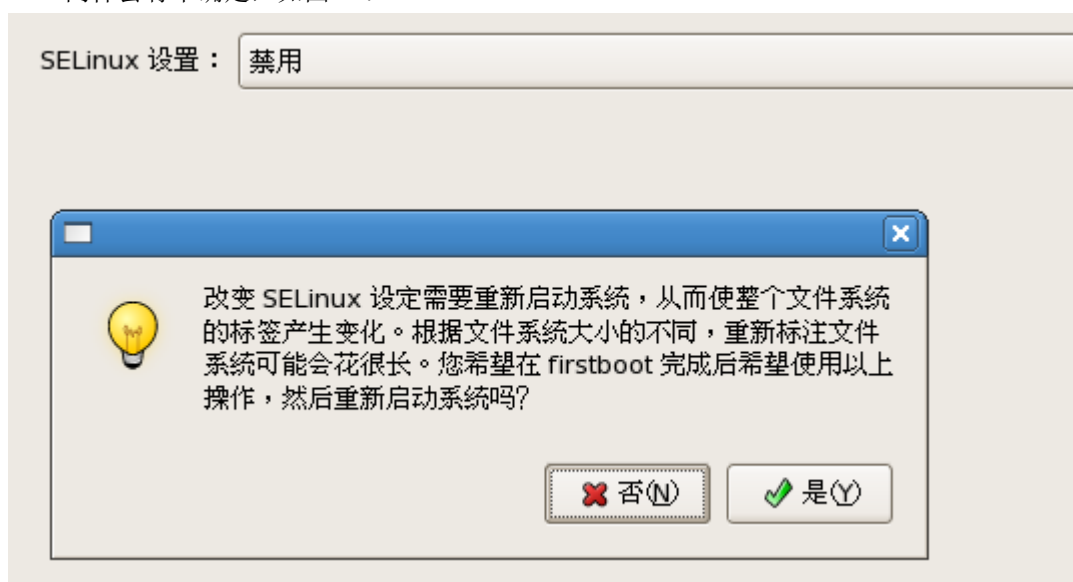 SELinux 设置： 禁用
改变 SELinux 设定需要重新启动系统，从而使整个文件系统
的标签产生变化。根据文件系统大小的不同，重新标注文件
系统可能会花很长。您希望在 firstboot 完成后希望使用以上
操作，然后重新启动系统吗?
否(N) 是(Y)